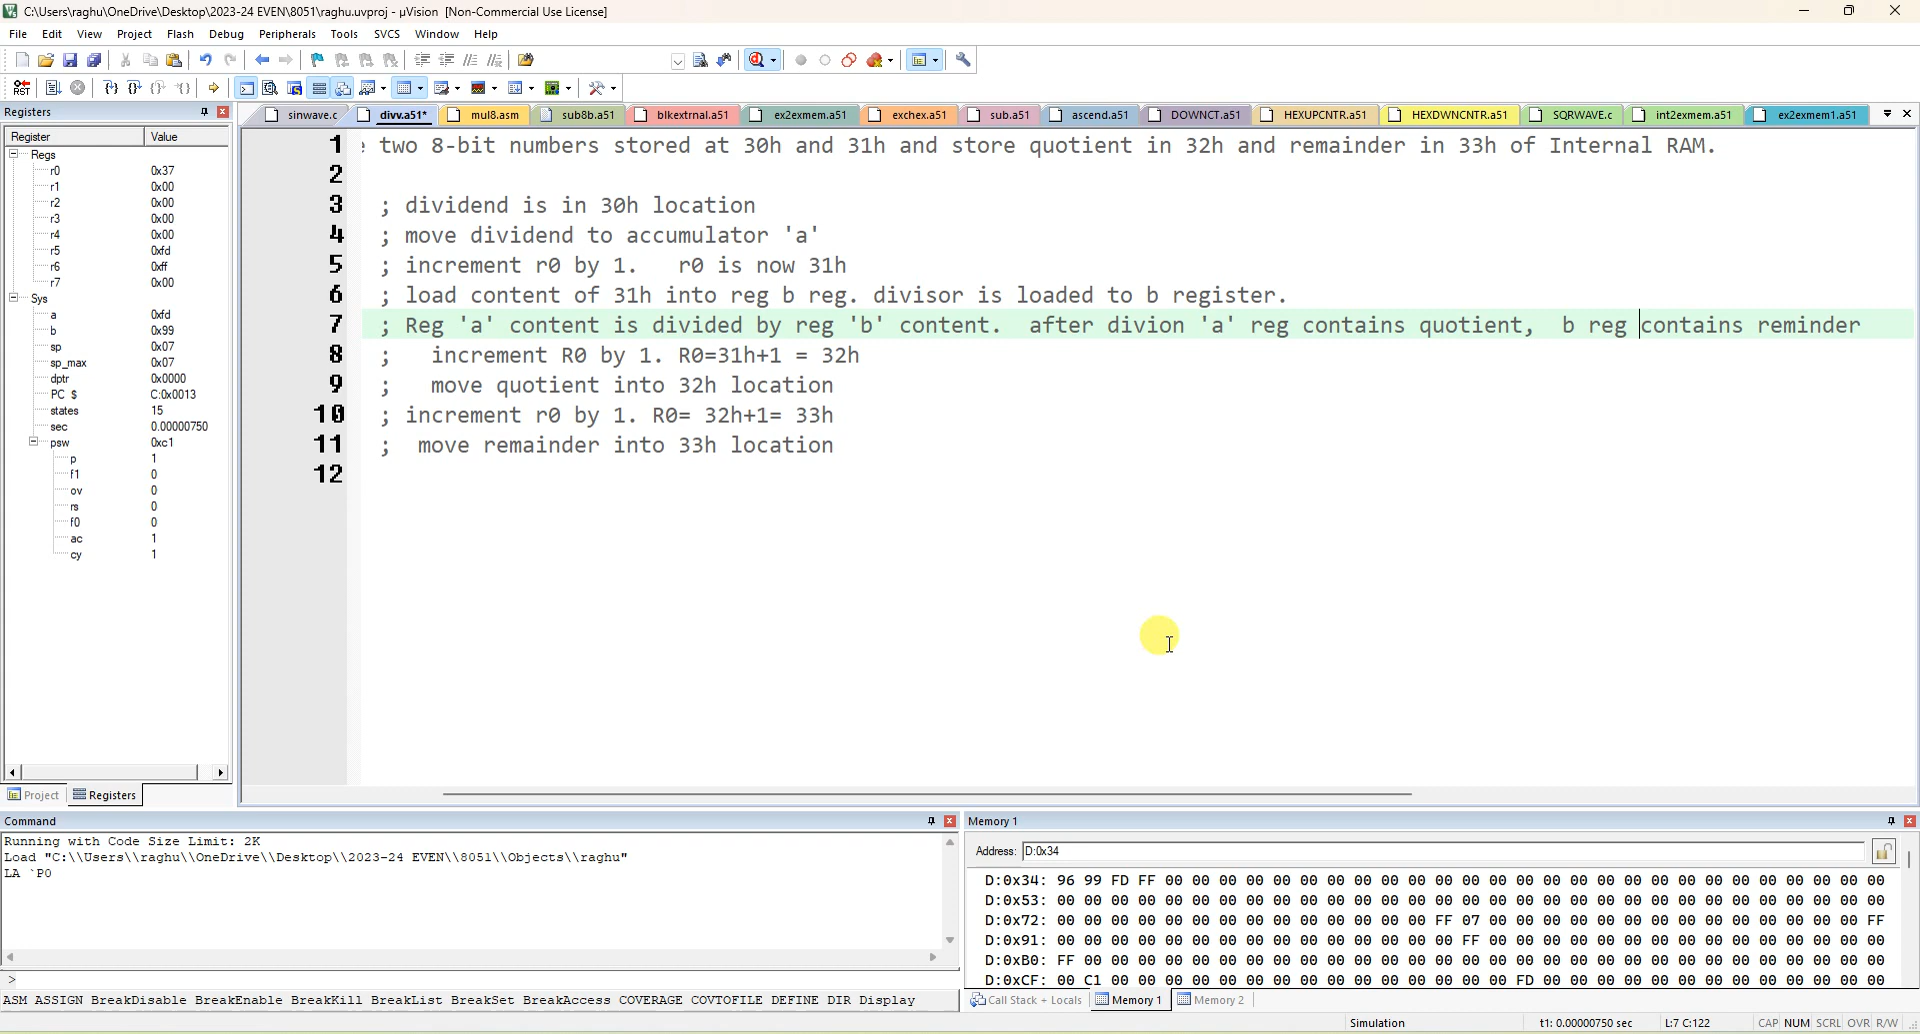 C:\Users\raghu\OneDrive\Desktop\2023-24 EVEN\8051\raghu.uvproj - µVision [Non-Commercial Use License]
File Edit View Project Flash Debug Peripherals Tools SVCS Window Help
RST
Registers
sinwave.c divv.a51* mul8.asm sub8b.a51 blkextrnal.a51 ex2exmem.a51 exchex.a51 sub.a51 ascend.a51 DOWNCT.a51 HEXUPCNTR.a51 HEXDWNCNTR.a51 SQRWAVE.c int2exmem.a51 ex2exmem1.a51
Register Value
Regs
r0 0x37
r1 0x00
r2 0x00
r3 0x00
r4 0x00
r5 0xfd
r6 0xff
r7 0x00
Sys
a 0xfd
b 0x99
sp 0x07
sp_max 0x07
dptr 0x0000
PC $ C:0x0013
states 15
sec 0.00000750
psw 0xc1
p 1
f1 0
ov 0
rs 0
f0 0
ac 1
cy 1
Project Registers
1 two 8-bit numbers stored at 30h and 31h and store quotient in 32h and remainder in 33h of Internal RAM.
2
3 ; dividend is in 30h location
4 ; move dividend to accumulator 'a'
5 ; increment r0 by 1. r0 is now 31h
6 ; load content of 31h into reg b reg. divisor is loaded to b register.
7 ; Reg 'a' content is divided by reg 'b' content. after divion 'a' reg contains quotient, b reg contains reminder
8 ; increment R0 by 1. R0=31h+1 = 32h
9 ; move quotient into 32h location
10 ; increment r0 by 1. R0= 32h+1= 33h
11 ; move remainder into 33h location
12
Command
Running with Code Size Limit: 2K
Load "C:\\Users\\raghu\\OneDrive\\Desktop\\2023-24 EVEN\\8051\\Objects\\raghu"
LA `P0
>
ASM ASSIGN BreakDisable BreakEnable BreakKill BreakList BreakSet BreakAccess COVERAGE COVTOFILE DEFINE DIR Display
Memory 1
Address: D:0x34
D:0x34: 96 99 FD FF 00 00 00 00 00 00 00 00 00 00 00 00 00 00 00 00 00 00 00 00 00 00 00 00 00 00 00
D:0x53: 00 00 00 00 00 00 00 00 00 00 00 00 00 00 00 00 00 00 00 00 00 00 00 00 00 00 00 00 00 00 00
D:0x72: 00 00 00 00 00 00 00 00 00 00 00 00 00 00 FF 07 00 00 00 00 00 00 00 00 00 00 00 00 00 00 FF
D:0x91: 00 00 00 00 00 00 00 00 00 00 00 00 00 00 00 FF 00 00 00 00 00 00 00 00 00 00 00 00 00 00 00
D:0xB0: FF 00 00 00 00 00 00 00 00 00 00 00 00 00 00 00 00 00 00 00 00 00 00 00 00 00 00 00 00 00 00
D:0xCF: 00 C1 00 00 00 00 00 00 00 00 00 00 00 00 00 00 00 FD 00 00 00 00 00 00 00 00 00 00 00 00 00
Call Stack + Locals Memory 1 Memory 2
Simulation t1: 0.00000750 sec L:7 C:122 CAP NUM SCRL OVR R/W